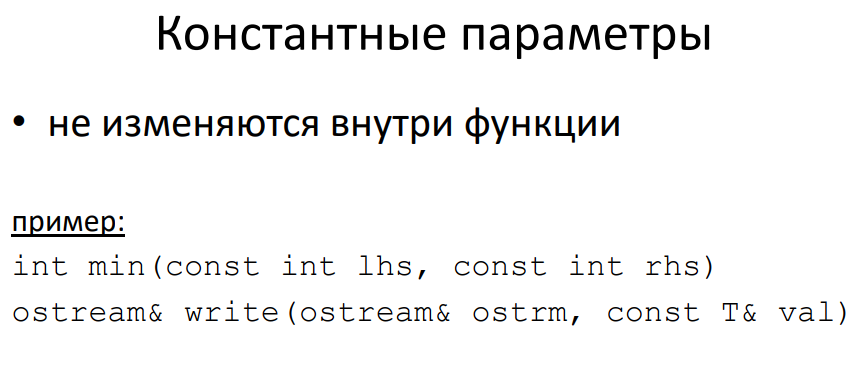 Константные параметры
• не изменяются внутри функции
пример:
int min(const int lhs, const int rhs)
ostream& write(ostream& ostrm, const T& val)